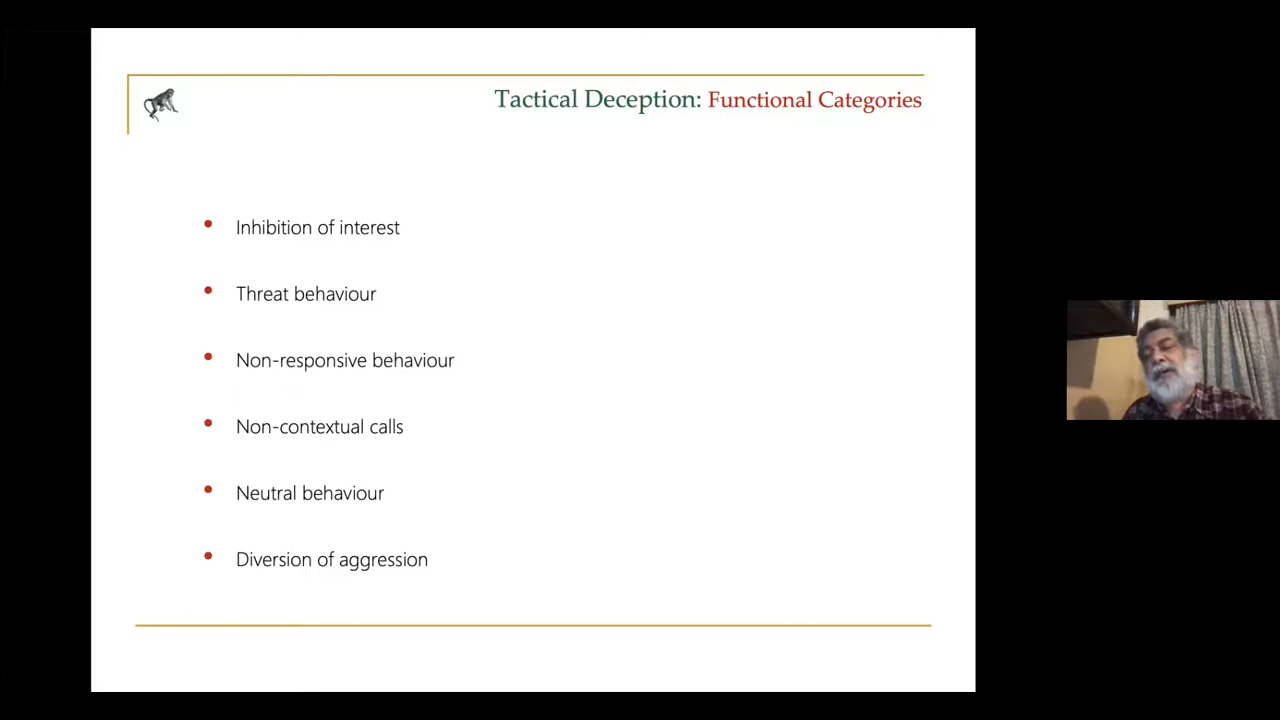 Tactical Deception: Functional Categories
• Inhibition of interest
• Threat behaviour
• Non-responsive behaviour
• Non-contextual calls
• Neutral behaviour
• Diversion of aggression